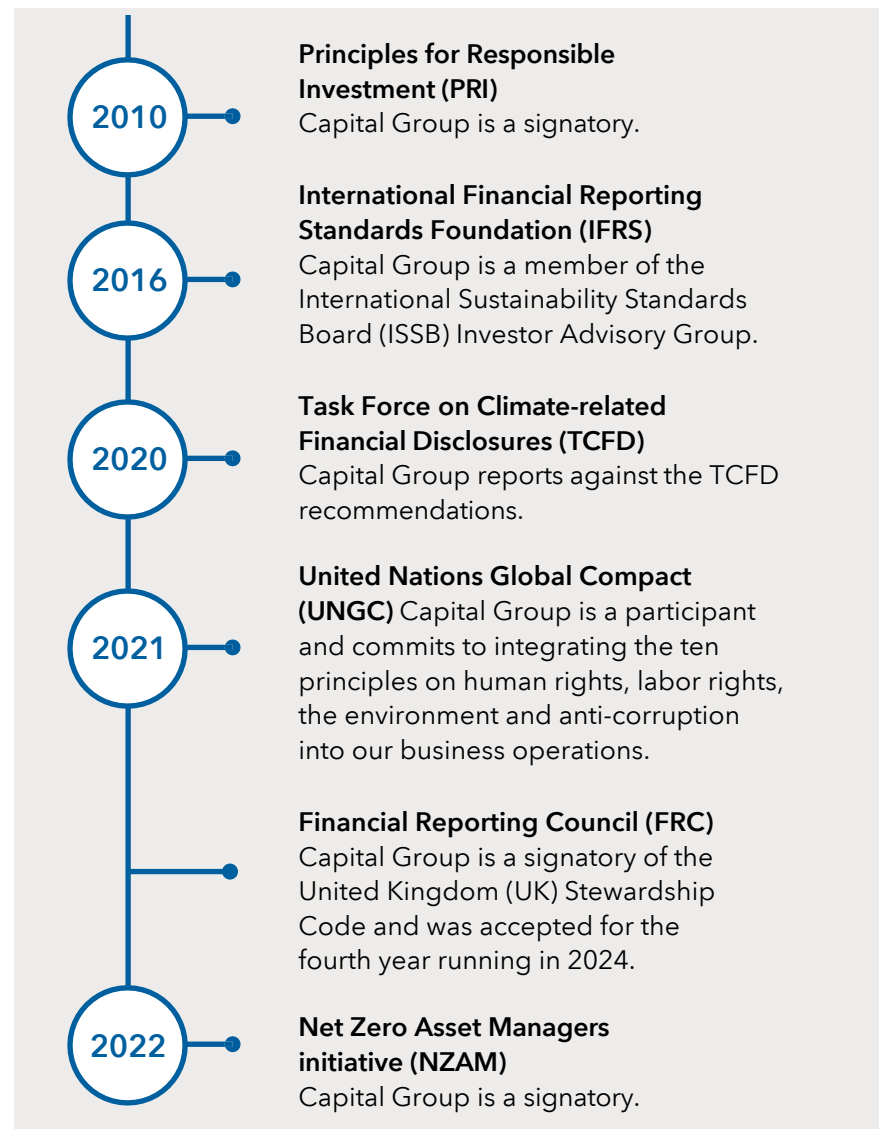 2010
Principles for Responsible
Investment (PRI)
Capital Group is a signatory.
2016
International Financial Reporting
Standards Foundation (IFRS)
Capital Group is a member of the
International Sustainability Standards
Board (ISSB) Investor Advisory Group.
2020
Task Force on Climate-related
Financial Disclosures (TCFD)
Capital Group reports against the TCFD
recommendations.
2021
United Nations Global Compact
(UNGC) Capital Group is a participant
and commits to integrating the ten
principles on human rights, labor rights,
the environment and anti-corruption
into our business operations.
Financial Reporting Council (FRC)
Capital Group is a signatory of the
United Kingdom (UK) Stewardship
Code and was accepted for the
fourth year running in 2024.
2022
Net Zero Asset Managers
initiative (NZAM)
Capital Group is a signatory.